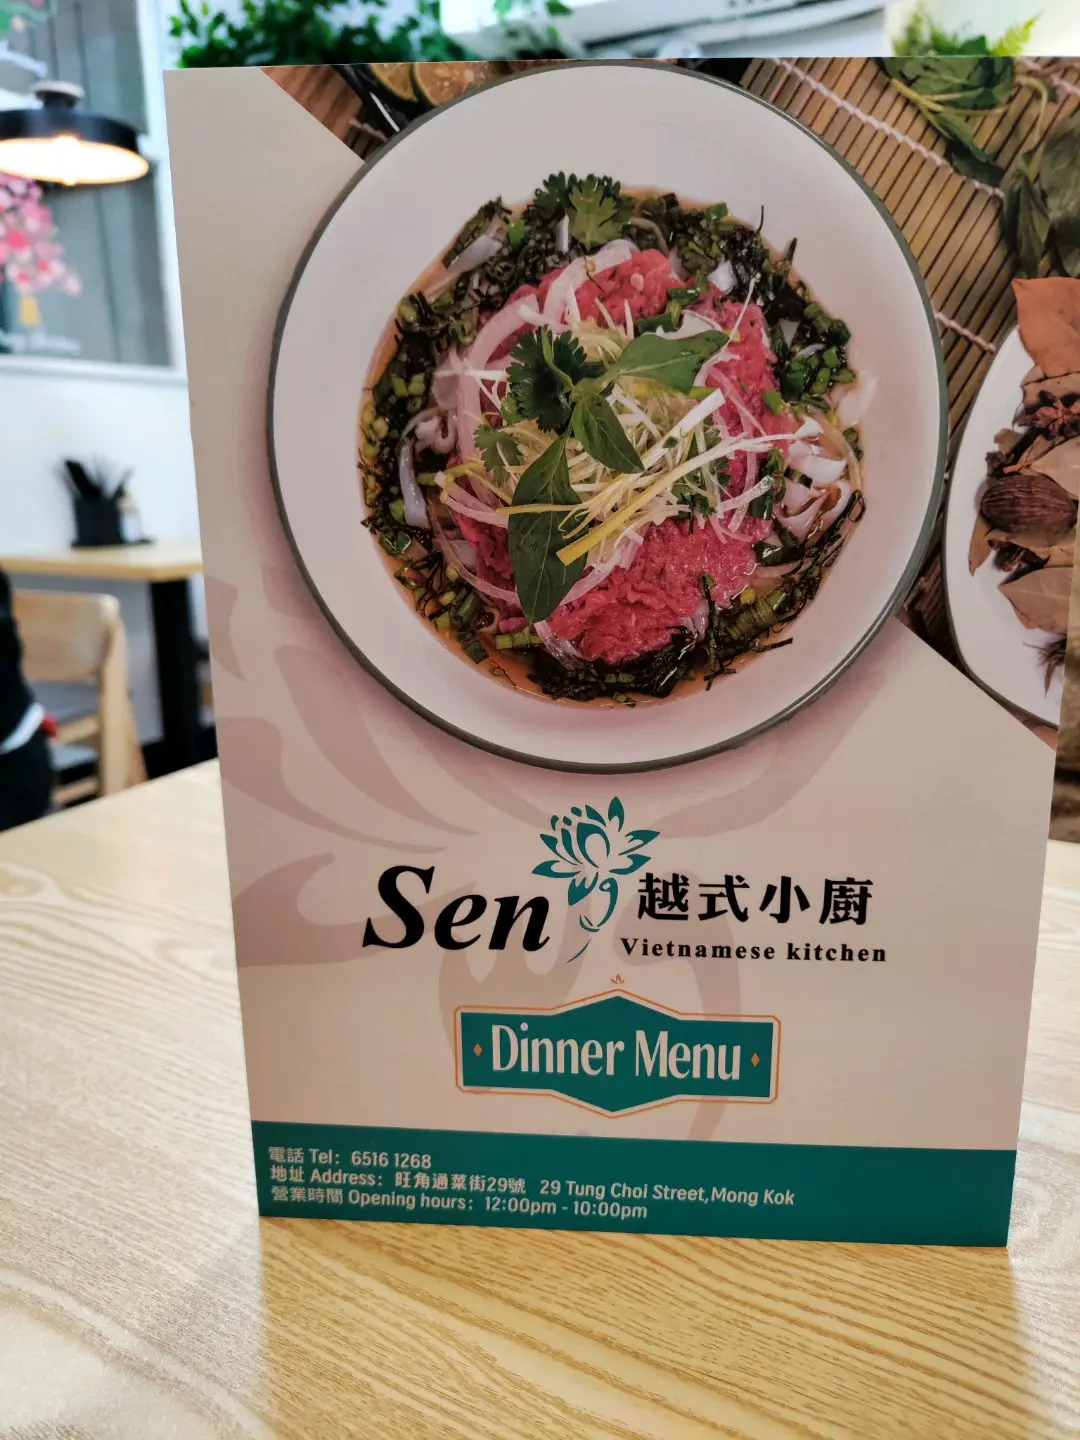 Sen 越式小廚
Vietnamese kitchen
Dinner Menu
電話 Tel：6516 1268
地址 Address：旺角通菜街29號 29 Tung Choi Street, Mong Kok
營業時間 Opening hours：12:00pm - 10:00pm